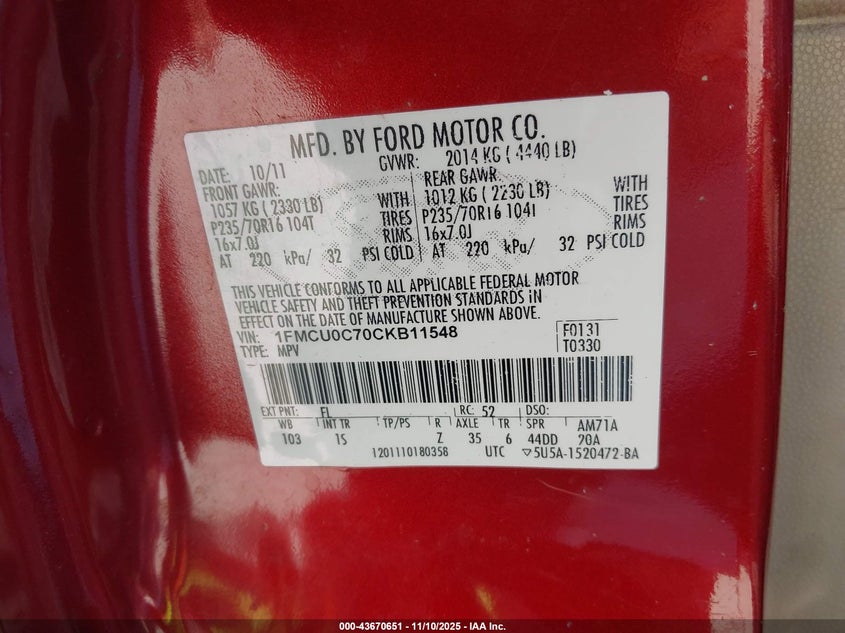 MFD. BY FORD MOTOR CO.
DATE: 10/11 GVWR: 2014 KG ( 4440 LB)
FRONT GAWR: REAR GAWR:
1057 KG ( 2330 LB) WITH 1012 KG ( 2230 LB) WITH
P235/70R16 104T TIRES P235/70R16 104T TIRES
16x7.0J RIMS 16x7.0J RIMS
AT 220 kPa/ 32 PSI COLD AT 220 kPa/ 32 PSI COLD
THIS VEHICLE CONFORMS TO ALL APPLICABLE FEDERAL MOTOR
VEHICLE SAFETY AND THEFT PREVENTION STANDARDS IN
EFFECT ON THE DATE OF MANUFACTURE SHOWN ABOVE.
VIN: 1FMCU0C70CKB11548 F0131
TYPE: MPV T0330
EXT PNT: FL RC: 52 DSO:
WB INT TR TP/PS R AXLE TR SPR AM71A
103 1S Z 35 6 44DD 20A
1201110180358 UTC ▽5U5A-1520472-BA
000-43670651 - 11/10/2025 - IAA Inc.